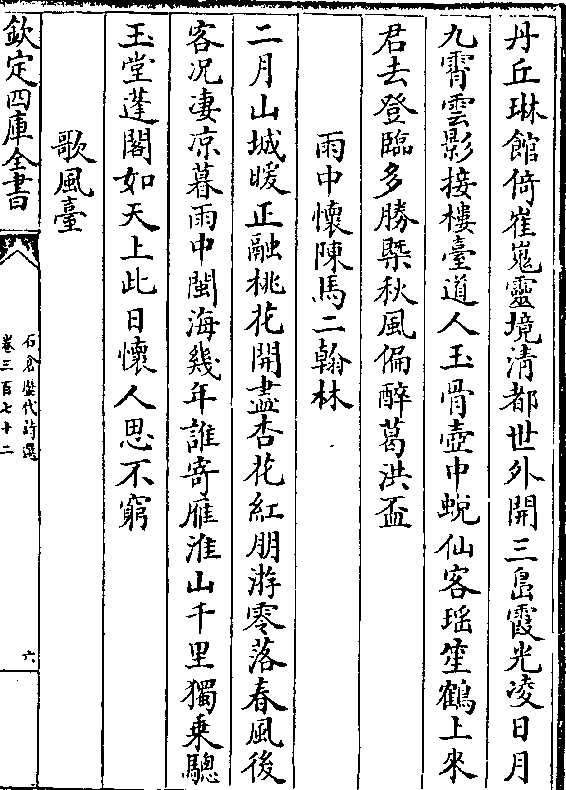 丹丘琳館倚崔嵬靈境清都世外開三島霞光凌日月
九霄雲影接樓臺道人玉骨壺中蛻仙客瑶笙鶴上來
君去登臨多勝槩秋風偏醉葛洪盃
雨中懷陳馬二翰林
二月山城暖正融桃花開盡杏花紅朋游零落春風後
客况凄凉暮雨中閩海幾年誰寄雁淮山千里獨乗驄
玉堂蓬閣如天上此日懷人思不窮
歌風臺
欽定四庫全書
石倉歴代詩選
卷三百七十二
六